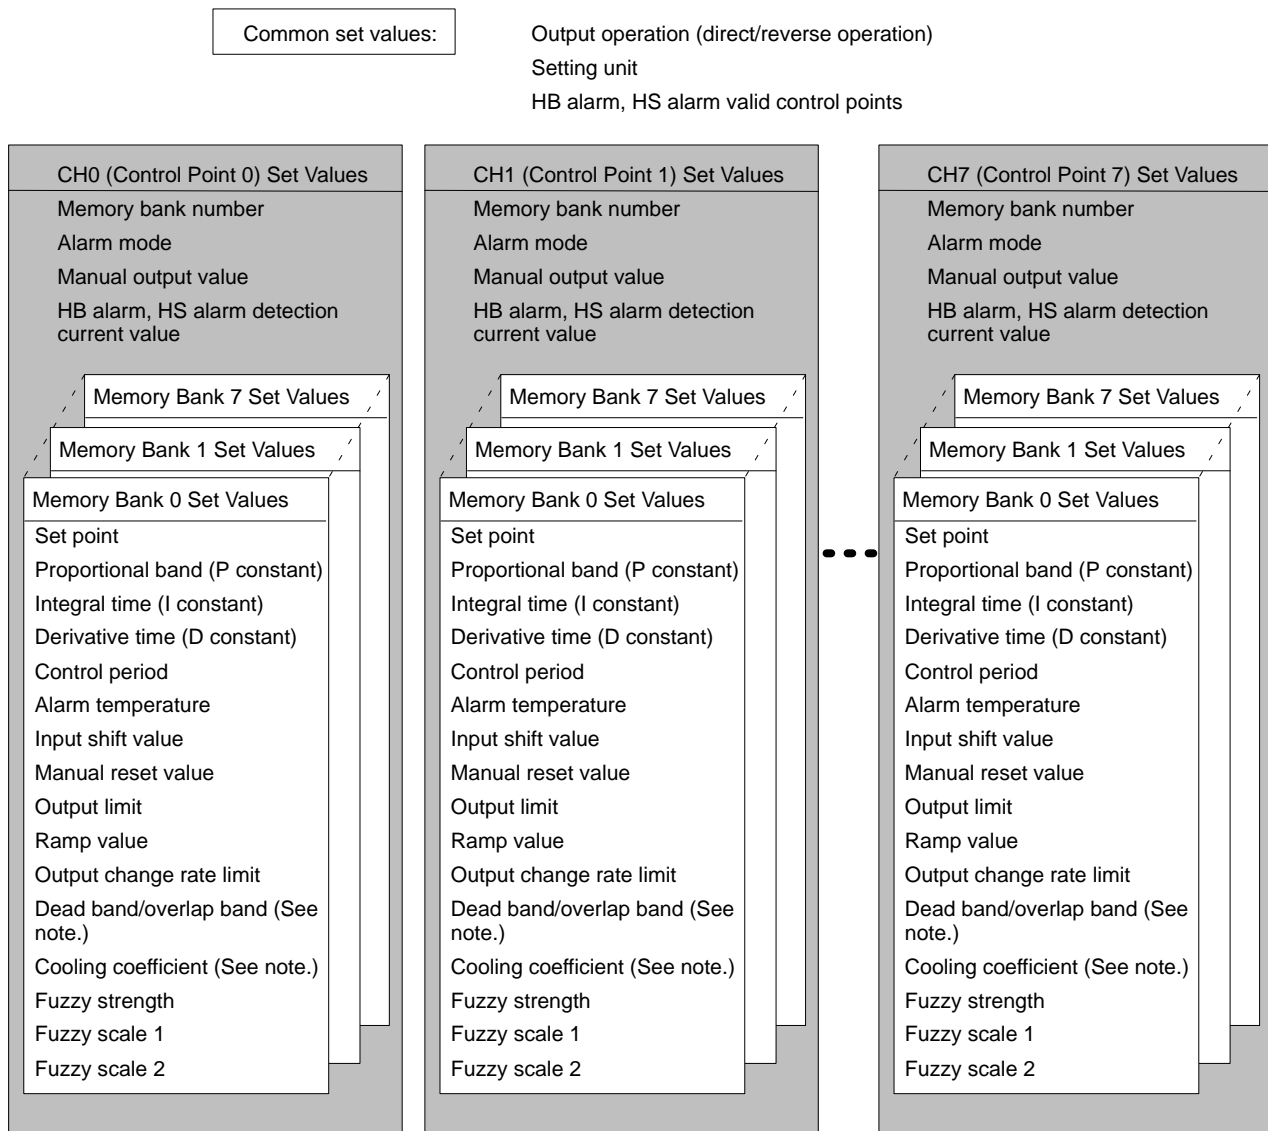 Common set values:
Output operation (direct/reverse operation)
Setting unit
HB alarm, HS alarm valid control points
CH0 (Control Point 0) Set Values
Memory bank number
Alarm mode
Manual output value
HB alarm, HS alarm detection
current value
Memory Bank 7 Set Values
Memory Bank 1 Set Values
Memory Bank 0 Set Values
Set point
Proportional band (P constant)
Integral time (I constant)
Derivative time (D constant)
Control period
Alarm temperature
Input shift value
Manual reset value
Output limit
Ramp value
Output change rate limit
Dead band/overlap band (See
note.)
Cooling coefficient (See note.)
Fuzzy strength
Fuzzy scale 1
Fuzzy scale 2
CH1 (Control Point 1) Set Values
Memory bank number
Alarm mode
Manual output value
HB alarm, HS alarm detection
current value
Memory Bank 7 Set Values
Memory Bank 1 Set Values
Memory Bank 0 Set Values
Set point
Proportional band (P constant)
Integral time (I constant)
Derivative time (D constant)
Control period
Alarm temperature
Input shift value
Manual reset value
Output limit
Ramp value
Output change rate limit
Dead band/overlap band (See
note.)
Cooling coefficient (See note.)
Fuzzy strength
Fuzzy scale 1
Fuzzy scale 2
CH7 (Control Point 7) Set Values
Memory bank number
Alarm mode
Manual output value
HB alarm, HS alarm detection
current value
Memory Bank 7 Set Values
Memory Bank 1 Set Values
Memory Bank 0 Set Values
Set point
Proportional band (P constant)
Integral time (I constant)
Derivative time (D constant)
Control period
Alarm temperature
Input shift value
Manual reset value
Output limit
Ramp value
Output change rate limit
Dead band/overlap band (See
note.)
Cooling coefficient (See note.)
Fuzzy strength
Fuzzy scale 1
Fuzzy scale 2